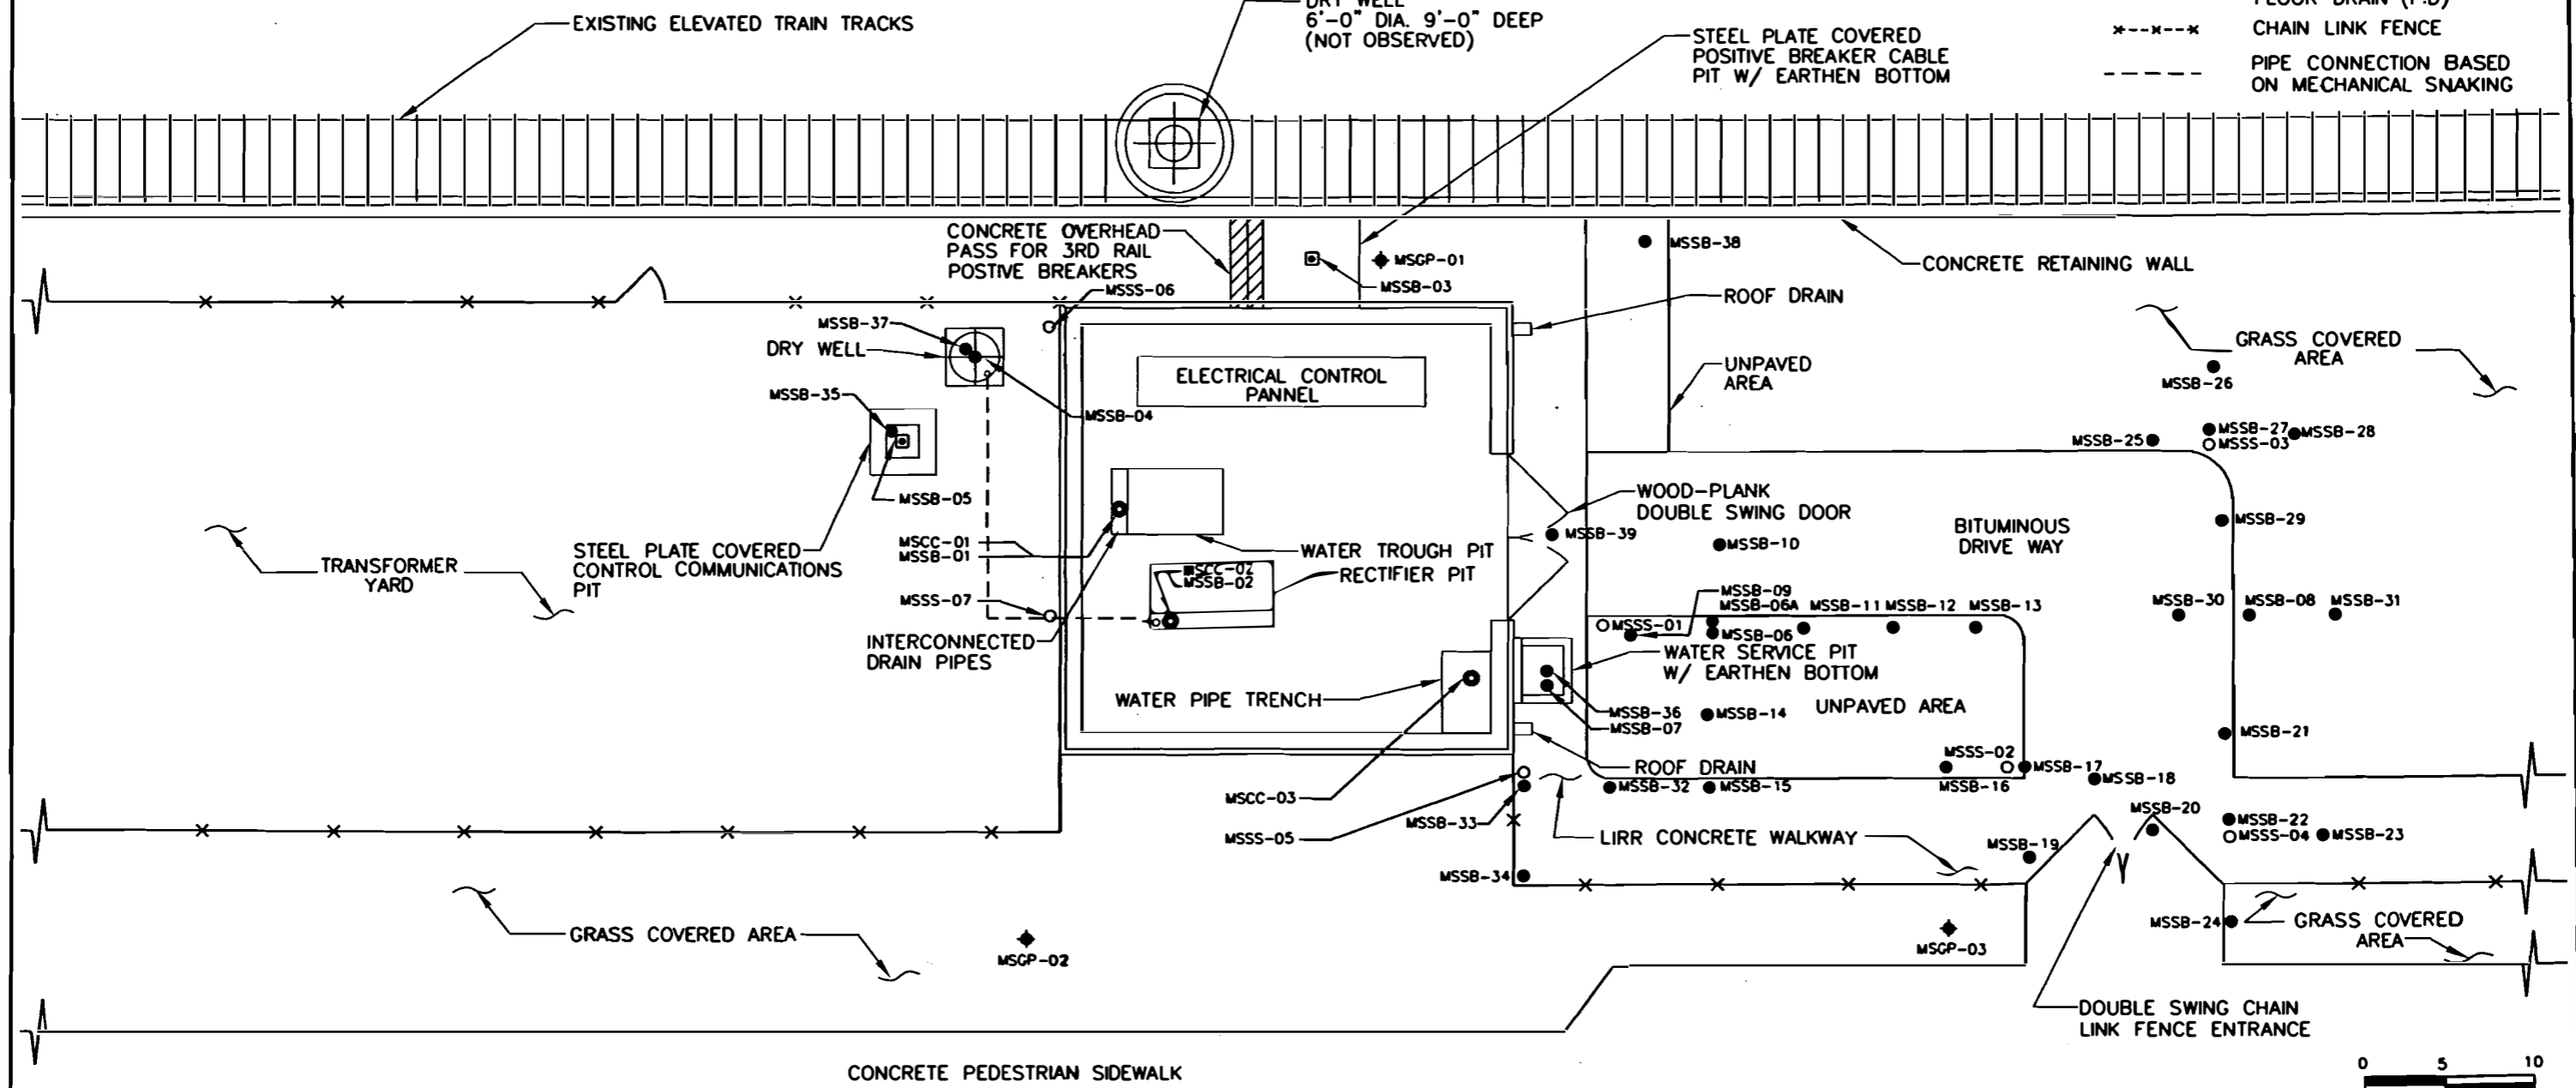 EXISTING ELEVATED TRAIN TRACKS
DRY WELL
6'-0" DIA. 9'-0" DEEP
(NOT OBSERVED)
STEEL PLATE COVERED
POSITIVE BREAKER CABLE
PIT W/ EARTHEN BOTTOM
FLOOR DRAIN (F.D)
CHAIN LINK FENCE
PIPE CONNECTION BASED
ON MECHANICAL SNAKING
CONCRETE OVERHEAD
PASS FOR 3RD RAIL
POSTIVE BREAKERS
MSGP-01
MSSB-03
MSSB-38
CONCRETE RETAINING WALL
MSSS-06
ROOF DRAIN
MSSB-37
DRY WELL
MSSB-04
MSSB-35
MSSB-05
ELECTRICAL CONTROL
PANNEL
UNPAVED
AREA
GRASS COVERED
AREA
MSSB-26
MSSB-27
MSSS-03
MSSB-28
MSSB-25
WOOD-PLANK
DOUBLE SWING DOOR
MSSB-39
MSSB-10
BITUMINOUS
DRIVE WAY
MSSB-29
TRANSFORMER
YARD
STEEL PLATE COVERED
CONTROL COMMUNICATIONS
PIT
MSCC-01
MSSB-01
WATER TROUGH PIT
RECTIFIER PIT
MSCC-02
MSSB-02
MSSS-07
INTERCONNECTED
DRAIN PIPES
MSSB-09
MSSB-06A
MSSB-11
MSSB-12
MSSB-13
MSSS-01
MSSB-06
MSSB-30
MSSB-08
MSSB-31
WATER SERVICE PIT
W/ EARTHEN BOTTOM
WATER PIPE TRENCH
MSSB-36
MSSB-07
MSSB-14
UNPAVED AREA
MSSB-21
ROOF DRAIN
MSSS-02
MSSB-17
MSSB-16
MSSB-18
MSSB-32
MSSB-15
MSCC-03
MSSB-33
MSSS-05
MSSB-20
MSSB-22
MSSS-04
MSSB-23
LIRR CONCRETE WALKWAY
MSSB-19
MSSB-34
GRASS COVERED AREA
MSGP-02
MSGP-03
MSSB-24
GRASS COVERED
AREA
DOUBLE SWING CHAIN
LINK FENCE ENTRANCE
CONCRETE PEDESTRIAN SIDEWALK
0 5 10